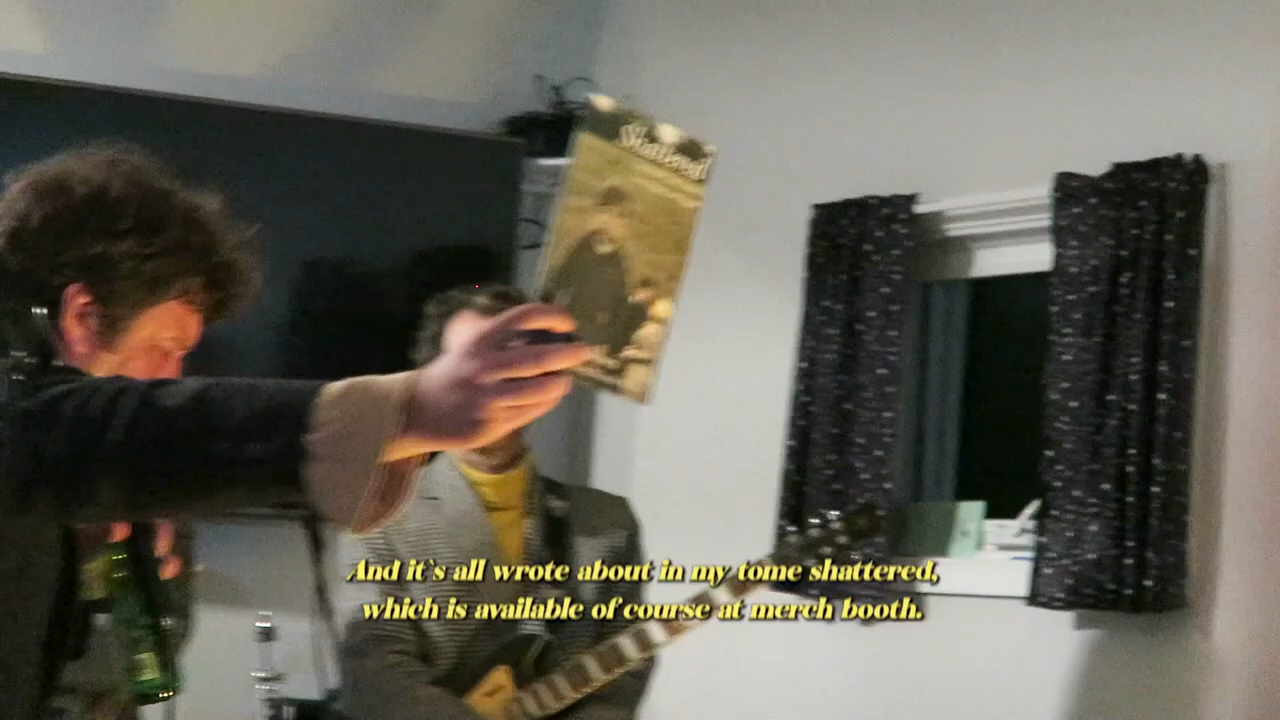 Shattered
And it's all wrote about in my tome shattered,
which is available of course at merch booth.